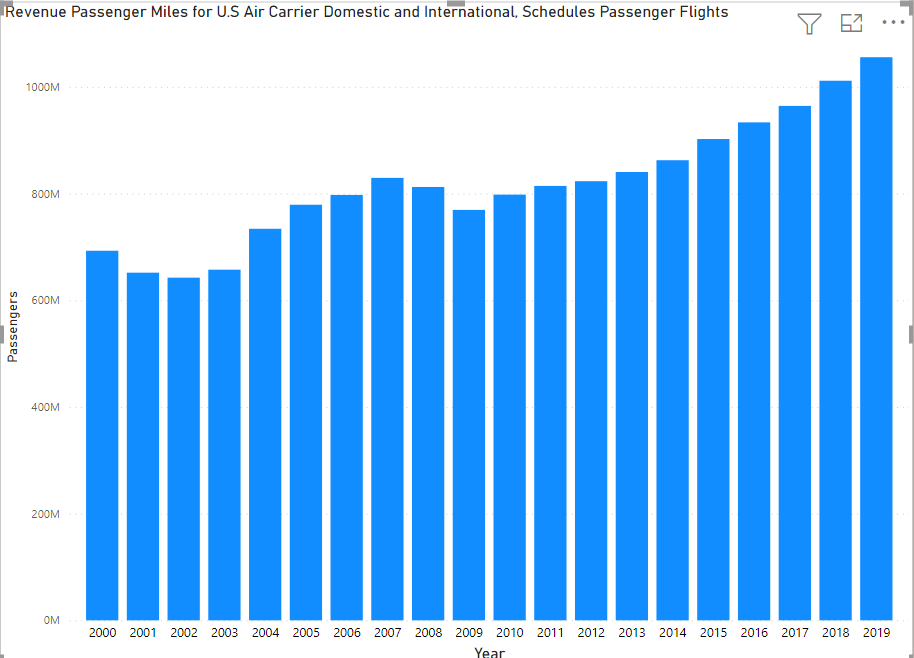 Revenue Passenger Miles for U.S Air Carrier Domestic and International, Schedules Passenger Flights
1000M
800M
600M
400M
200M
0M
Passengers
2000 2001 2002 2003 2004 2005 2006 2007 2008 2009 2010 2011 2012 2013 2014 2015 2016 2017 2018 2019
Year